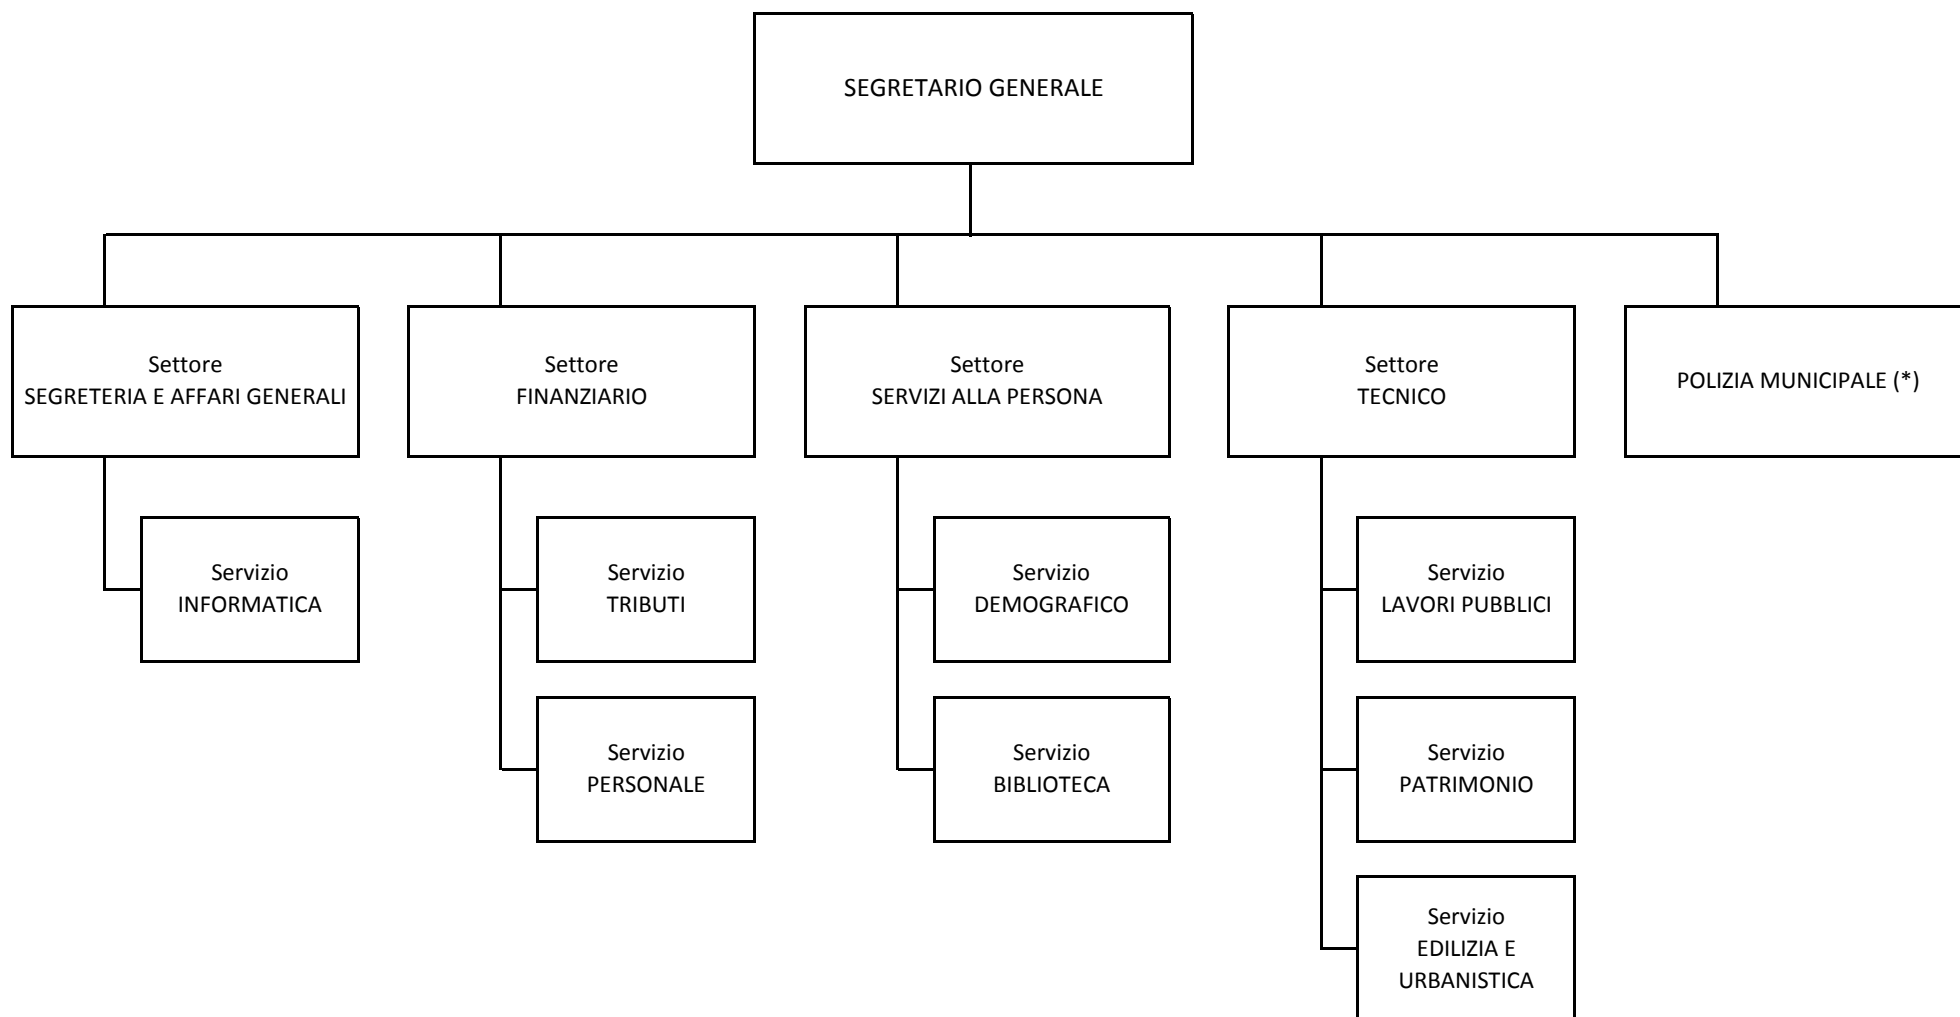 SEGRETARIO GENERALE
Settore
SEGRETERIA E AFFARI GENERALI
Settore
FINANZIARIO
Settore
SERVIZI ALLA PERSONA
Settore
TECNICO
POLIZIA MUNICIPALE (*)
Servizio
INFORMATICA
Servizio
TRIBUTI
Servizio
DEMOGRAFICO
Servizio
LAVORI PUBBLICI
Servizio
PERSONALE
Servizio
BIBLIOTECA
Servizio
PATRIMONIO
Servizio
EDILIZIA E
URBANISTICA